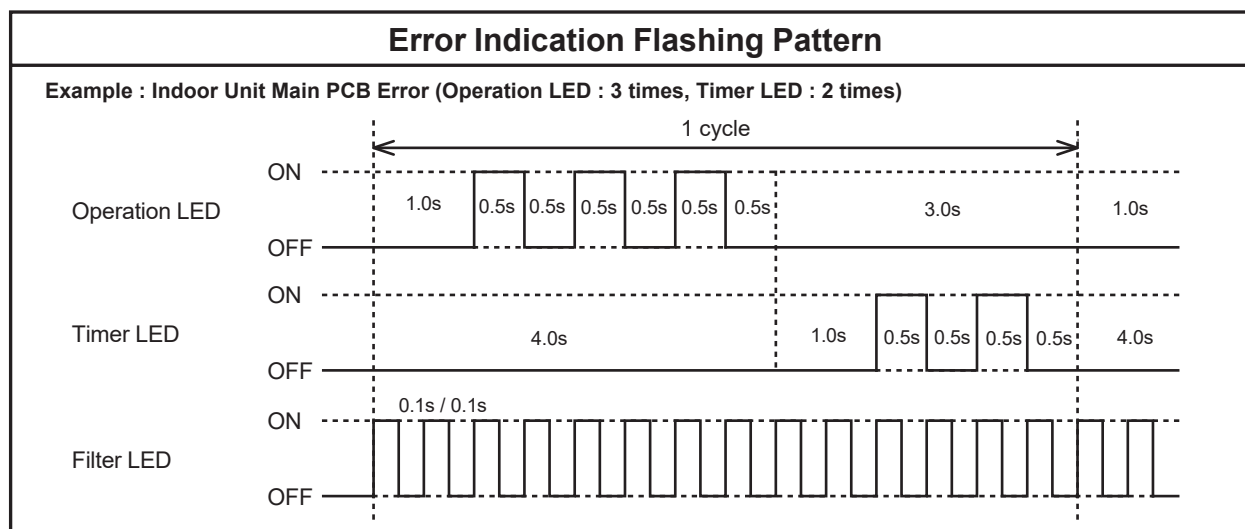 Error Indication Flashing Pattern
Example : Indoor Unit Main PCB Error (Operation LED : 3 times, Timer LED : 2 times)
1 cycle
ON
Operation LED
1.0s 0.5s 0.5s 0.5s 0.5s 0.5s 0.5s 3.0s 1.0s
OFF
ON
Timer LED
4.0s 1.0s 0.5s 0.5s 0.5s 0.5s 4.0s
OFF
0.1s / 0.1s
ON
Filter LED
OFF